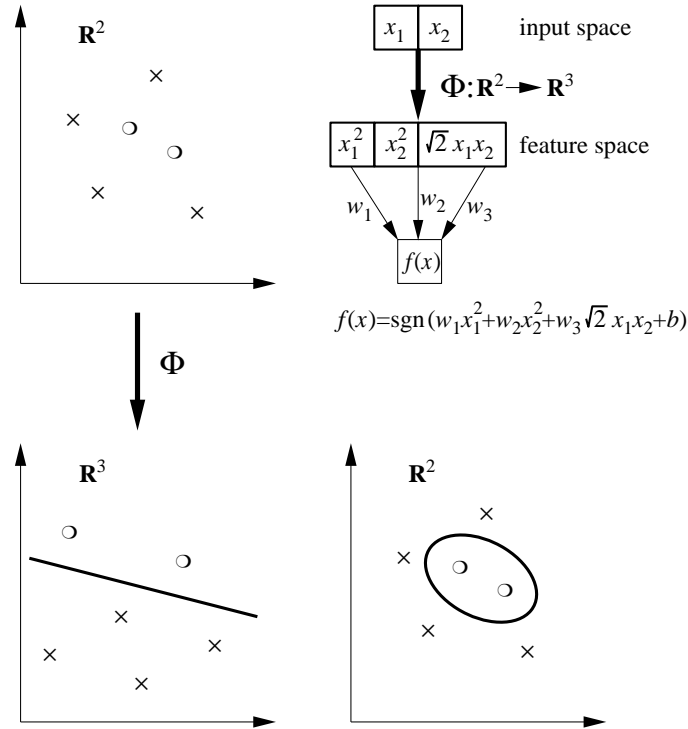 R²
x₁ x₂ input space
Φ: R² → R³
x₁² x₂² √2 x₁x₂ feature space
w₁ w₂ w₃
f(x)
f(x)=sgn(w₁x₁²+w₂x₂²+w₃√2 x₁x₂+b)
Φ
R³
R²